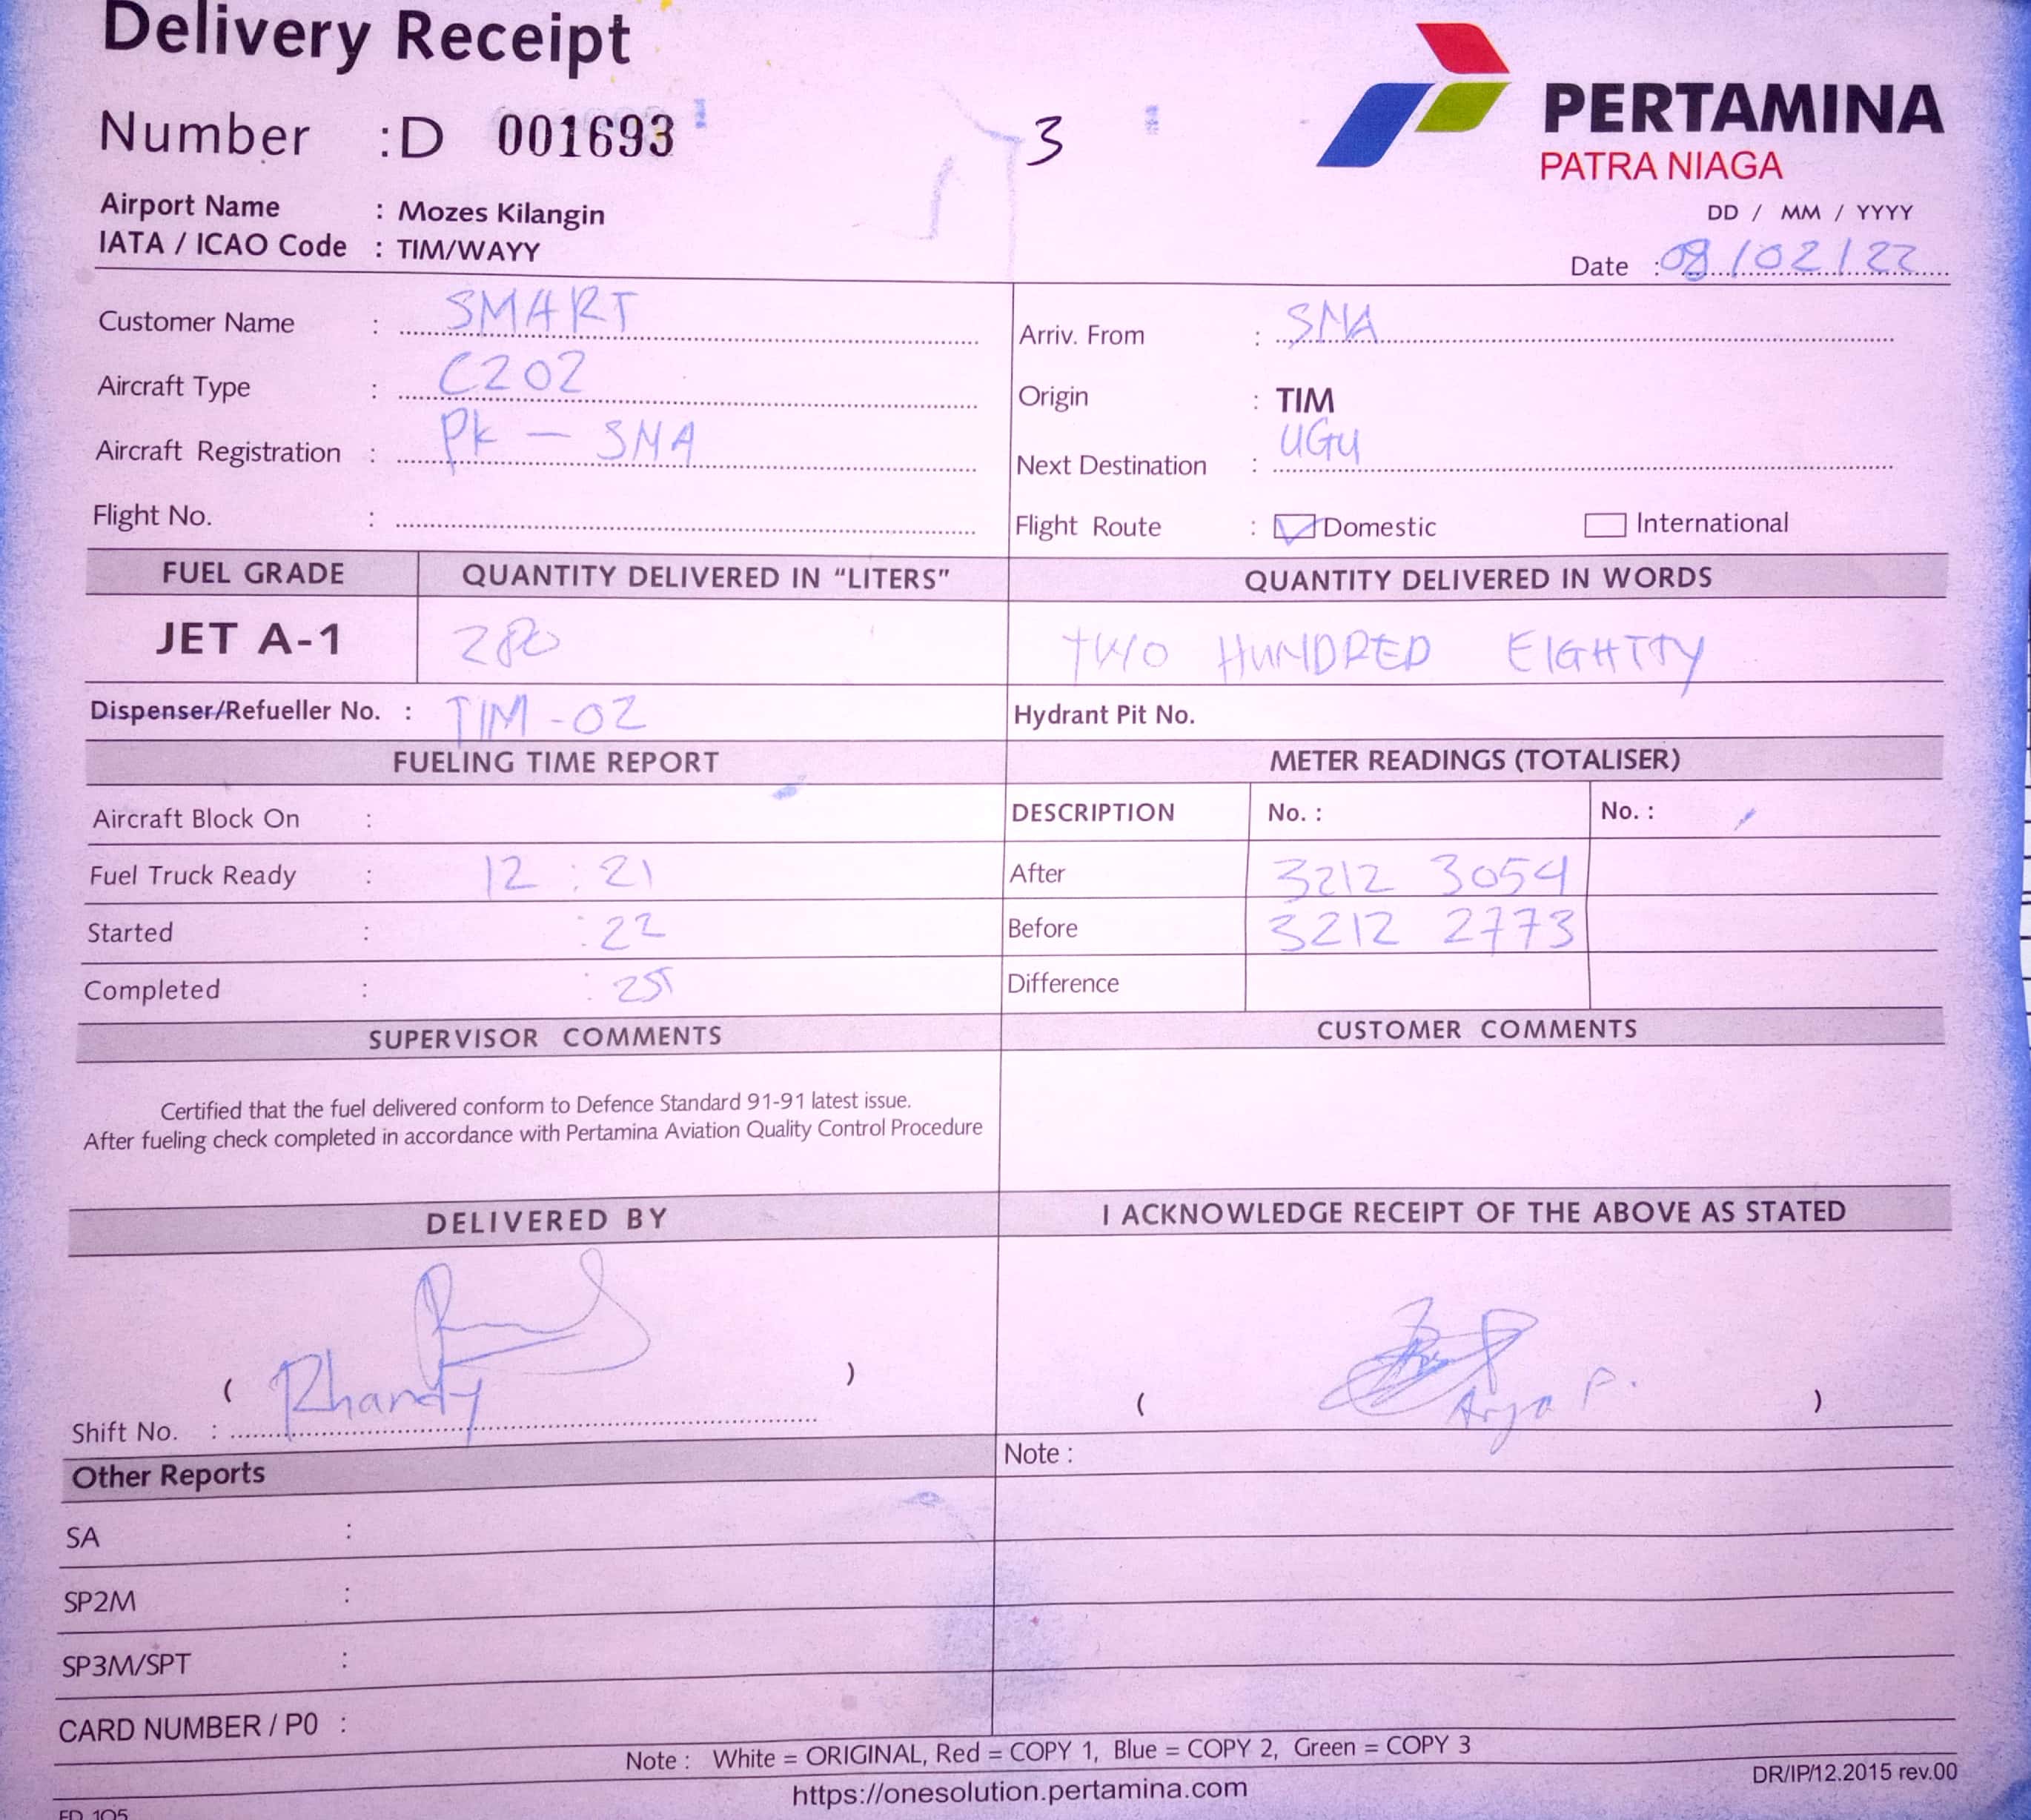 Delivery Receipt
Number : D 001693
3
PERTAMINA
PATRA NIAGA
Airport Name : Mozes Kilangin
IATA / ICAO Code : TIM/WAYY
DD / MM / YYYY
Date : 08/02/22
Customer Name : SMART
Arriv. From : SNA
Aircraft Type : C202
Origin : TIM
Aircraft Registration : PK – SNA
Next Destination : UGU
Flight No. :
Flight Route : Domestic International
FUEL GRADE QUANTITY DELIVERED IN “LITERS” QUANTITY DELIVERED IN WORDS
JET A-1 280 TWO HUNDRED EIGHTTY
Dispenser/Refueller No. : TIM-02 Hydrant Pit No.
FUELING TIME REPORT METER READINGS (TOTALISER)
Aircraft Block On : DESCRIPTION No. : No. :
Fuel Truck Ready : 12 : 21 After 3212 3054
Started : :22 Before 3212 2773
Completed : :25 Difference
SUPERVISOR COMMENTS CUSTOMER COMMENTS
Certified that the fuel delivered conform to Defence Standard 91-91 latest issue.
After fueling check completed in accordance with Pertamina Aviation Quality Control Procedure
DELIVERED BY I ACKNOWLEDGE RECEIPT OF THE ABOVE AS STATED
( Rhandy ) ( Arya P. )
Shift No. :
Note :
Other Reports
SA :
SP2M :
SP3M/SPT :
CARD NUMBER / P0 :
Note : White = ORIGINAL, Red = COPY 1, Blue = COPY 2, Green = COPY 3
https://onesolution.pertamina.com
DR/IP/12.2015 rev.00
FD 105